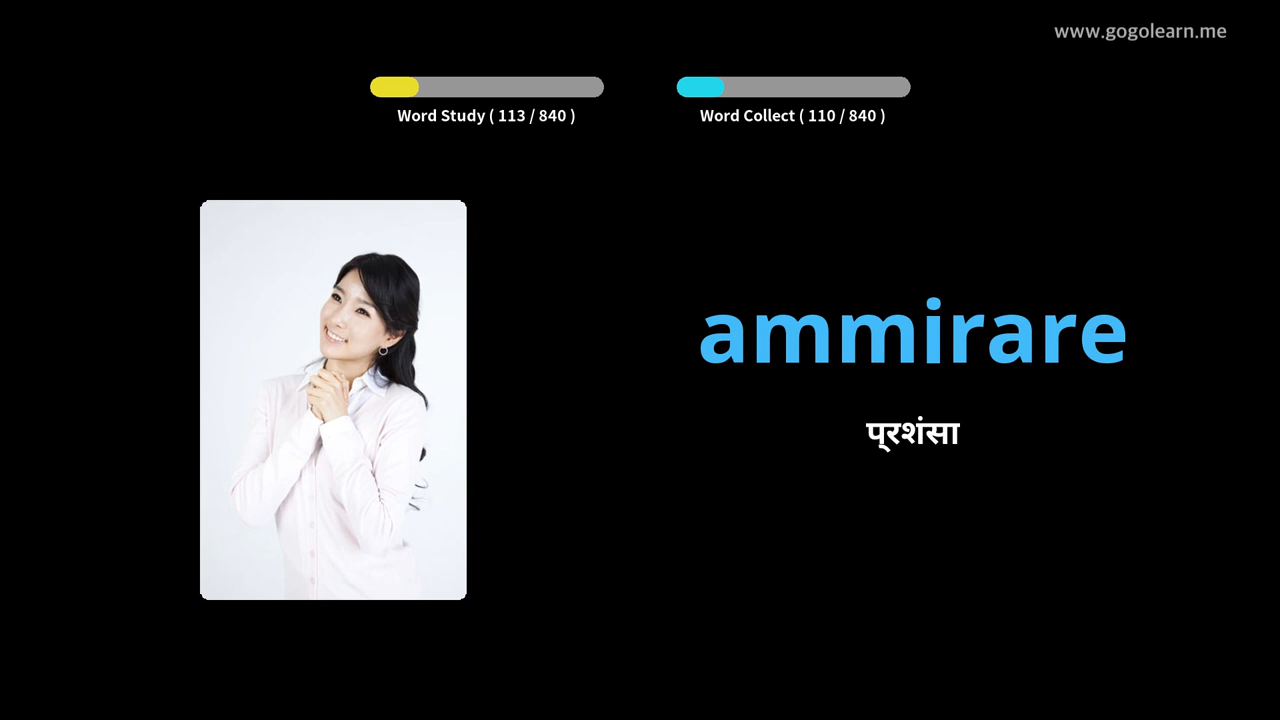 www.gogolearn.me
Word Study ( 113 / 840 )
Word Collect ( 110 / 840 )
ammirare
प्रशंसा